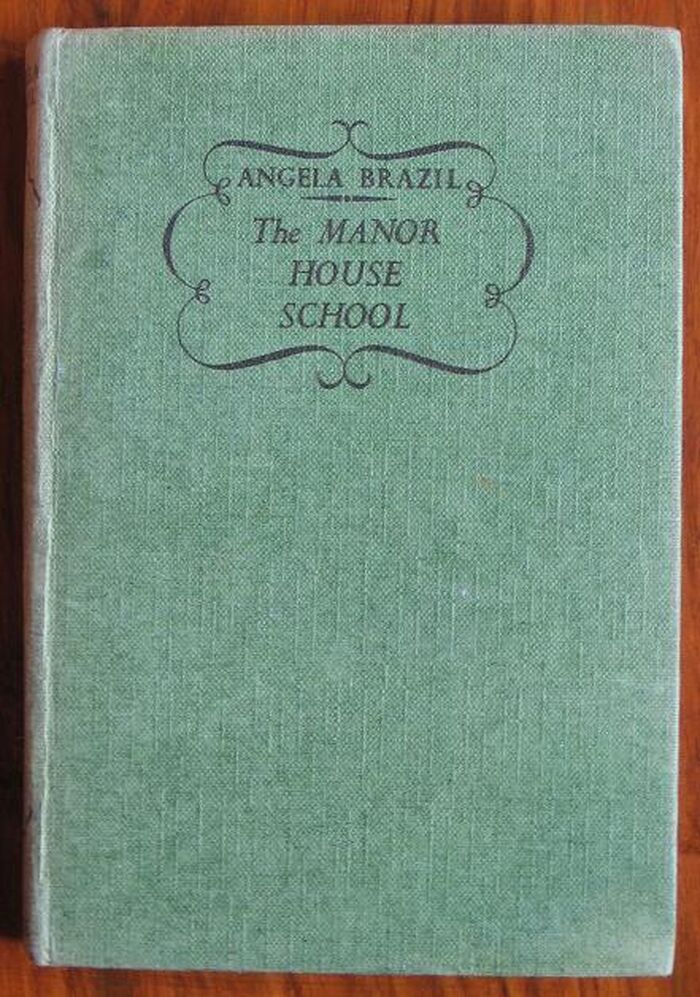 ANGELA BRAZIL
The MANOR
HOUSE
SCHOOL